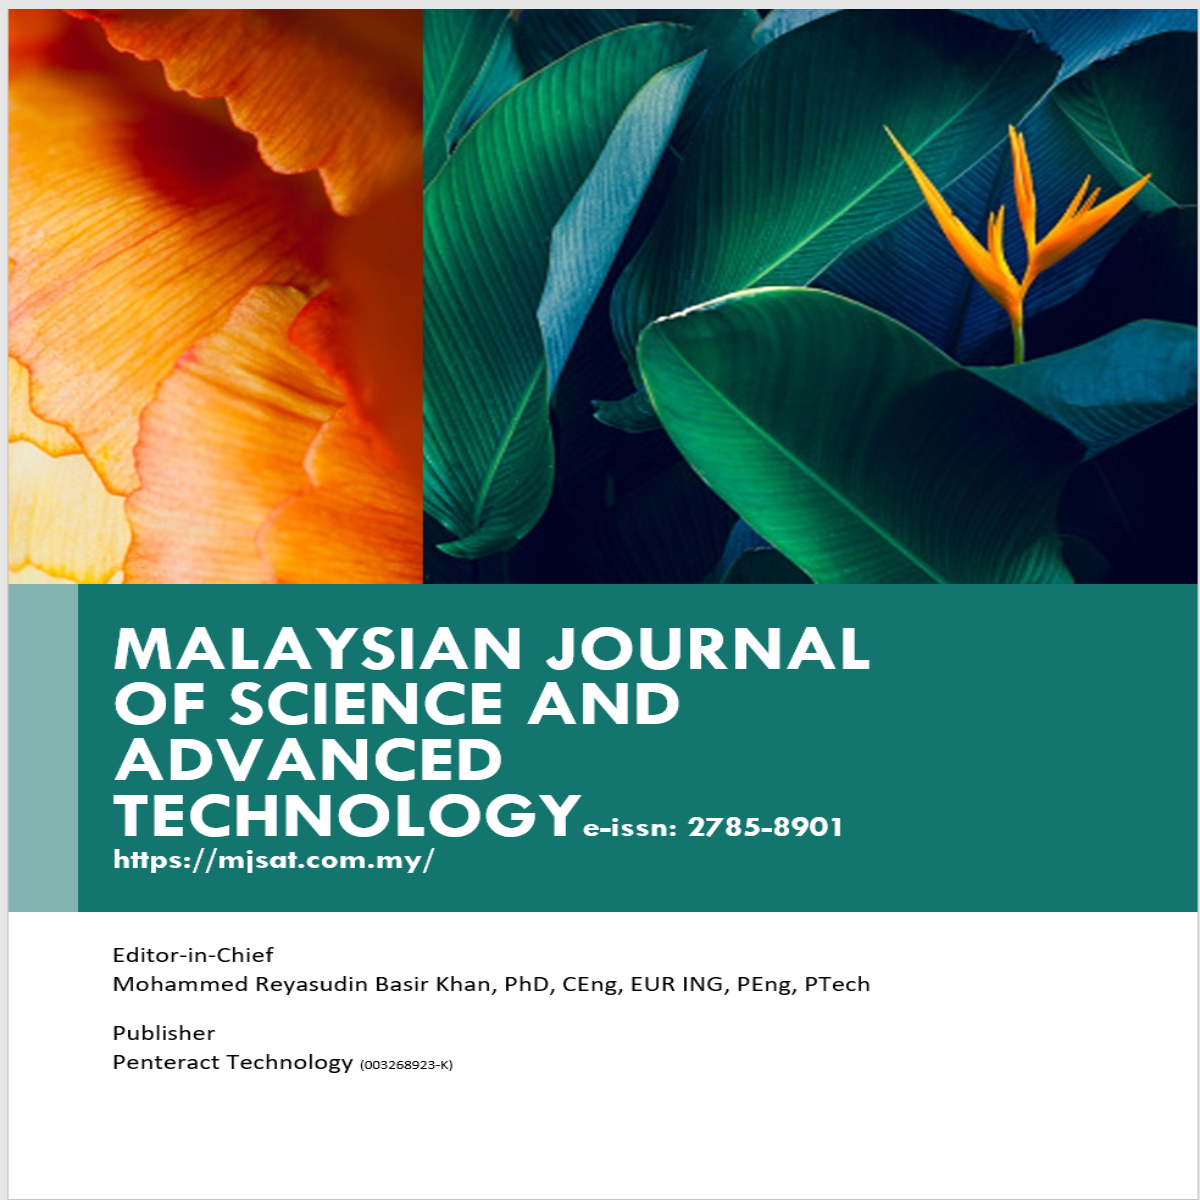 MALAYSIAN JOURNAL
OF SCIENCE AND
ADVANCED
TECHNOLOGYe-issn: 2785-8901
https://mjsat.com.my/
Editor-in-Chief
Mohammed Reyasudin Basir Khan, PhD, CEng, EUR ING, PEng, PTech
Publisher
Penteract Technology (003268923-K)